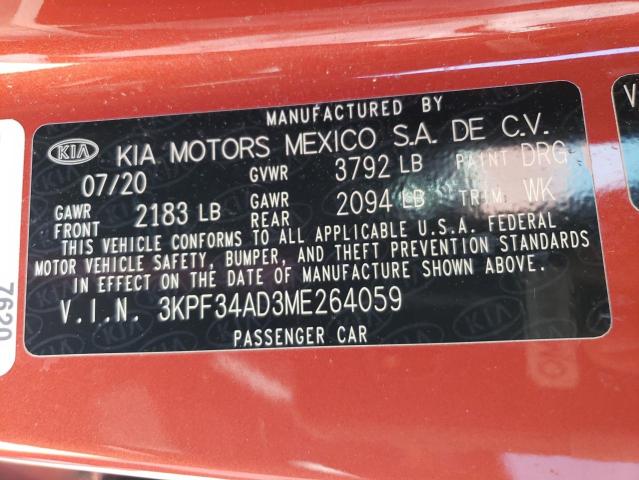 MANUFACTURED BY
KIA KIA MOTORS MEXICO S.A. DE C.V.
07/20 GVWR 3792 LB PAINT DRG
GAWR FRONT 2183 LB GAWR REAR 2094 LB TRIM WK
THIS VEHICLE CONFORMS TO ALL APPLICABLE U.S.A. FEDERAL
MOTOR VEHICLE SAFETY, BUMPER, AND THEFT PREVENTION STANDARDS
IN EFFECT ON THE DATE OF MANUFACTURE SHOWN ABOVE.
V.I.N. 3KPF34AD3ME264059
PASSENGER CAR
7620
V